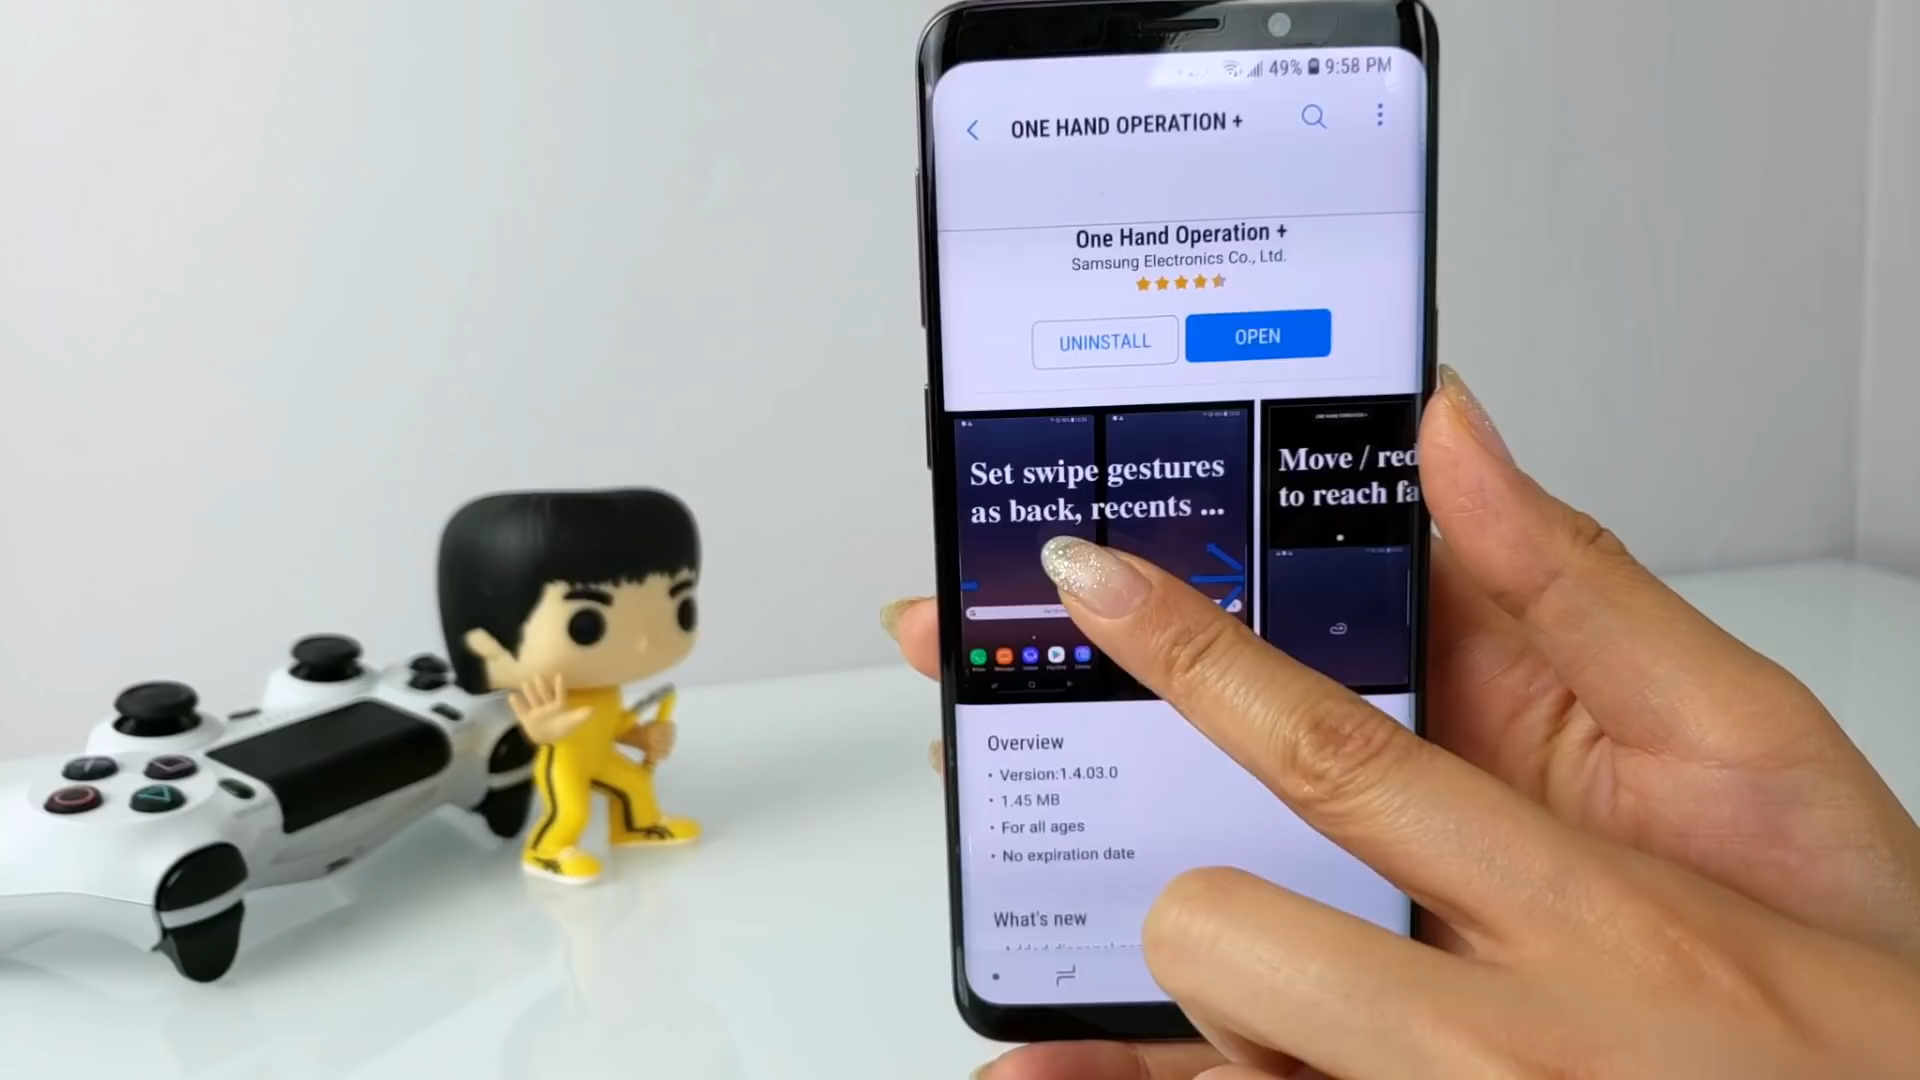 49% 9:58 PM
ONE HAND OPERATION +
One Hand Operation +
Samsung Electronics Co., Ltd.
UNINSTALL
OPEN
Set swipe gestures
as back, recents ...
Move / red
to reach fa
Overview
• Version:1.4.03.0
• 1.45 MB
• For all ages
• No expiration date
What's new